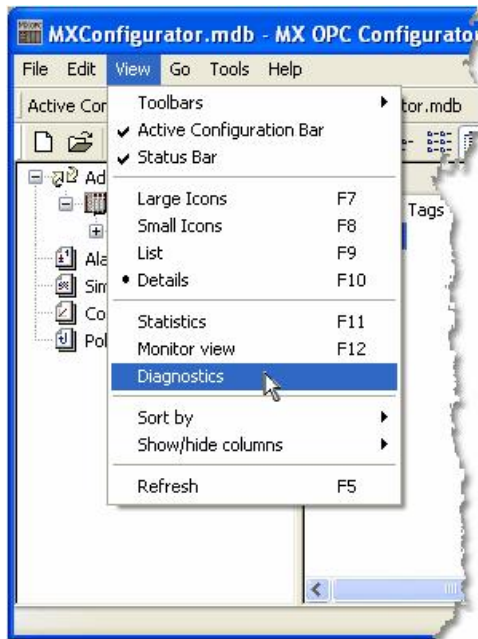 MXConfigurator.mdb - MX OPC Configurato
File Edit View Go Tools Help
Active Cor
tor.mdb
Toolbars
Active Configuration Bar
Status Bar
Large Icons F7
Small Icons F8
List F9
Details F10
Statistics F11
Monitor view F12
Diagnostics
Sort by
Show/hide columns
Refresh F5
Ad
Ala
Sim
Co
Pol
Tags